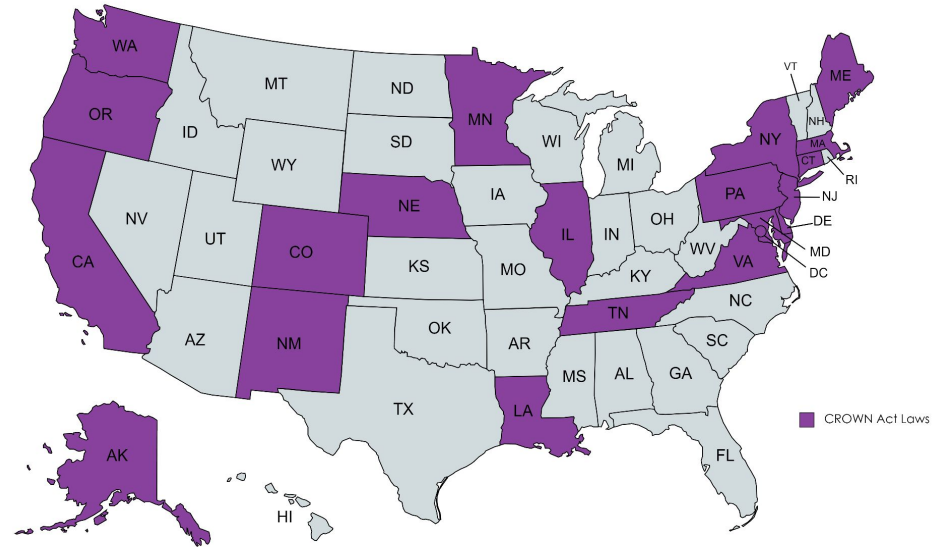 WA
MT
ND
MN
ME
VT
NH
OR
ID
SD
WI
MI
NY
MA
CT
RI
WY
IA
PA
NJ
NE
NV
UT
CO
IL
IN
OH
DE
MD
DC
WV
VA
CA
KS
MO
KY
NC
TN
AZ
NM
OK
AR
SC
MS
AL
GA
TX
LA
CROWN Act Laws
AK
FL
HI